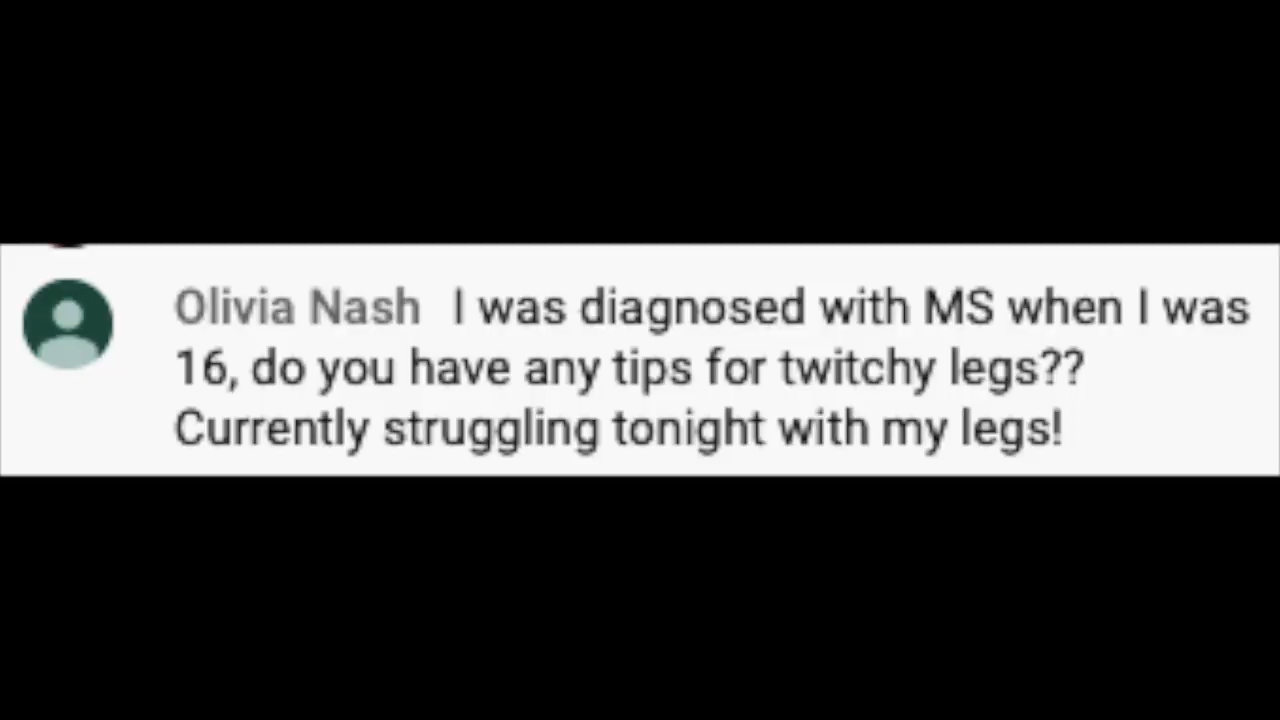 Olivia Nash I was diagnosed with MS when I was
16, do you have any tips for twitchy legs??
Currently struggling tonight with my legs!